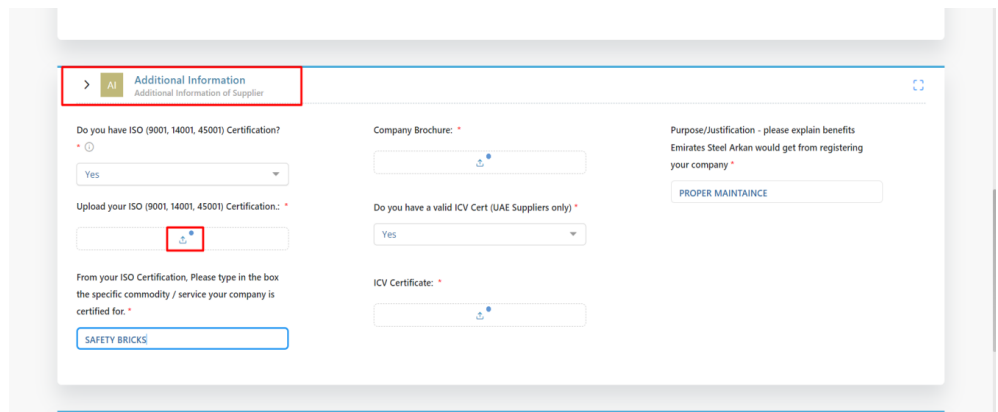 AI
Additional Information
Additional Information of Supplier
Do you have ISO (9001, 14001, 45001) Certification?
*
Yes
Upload your ISO (9001, 14001, 45001) Certification.: *
From your ISO Certification, Please type in the box
the specific commodity / service your company is
certified for. *
SAFETY BRICKS
Company Brochure: *
Do you have a valid ICV Cert (UAE Suppliers only) *
Yes
ICV Certificate: *
Purpose/Justification - please explain benefits
Emirates Steel Arkan would get from registering
your company *
PROPER MAINTAINCE